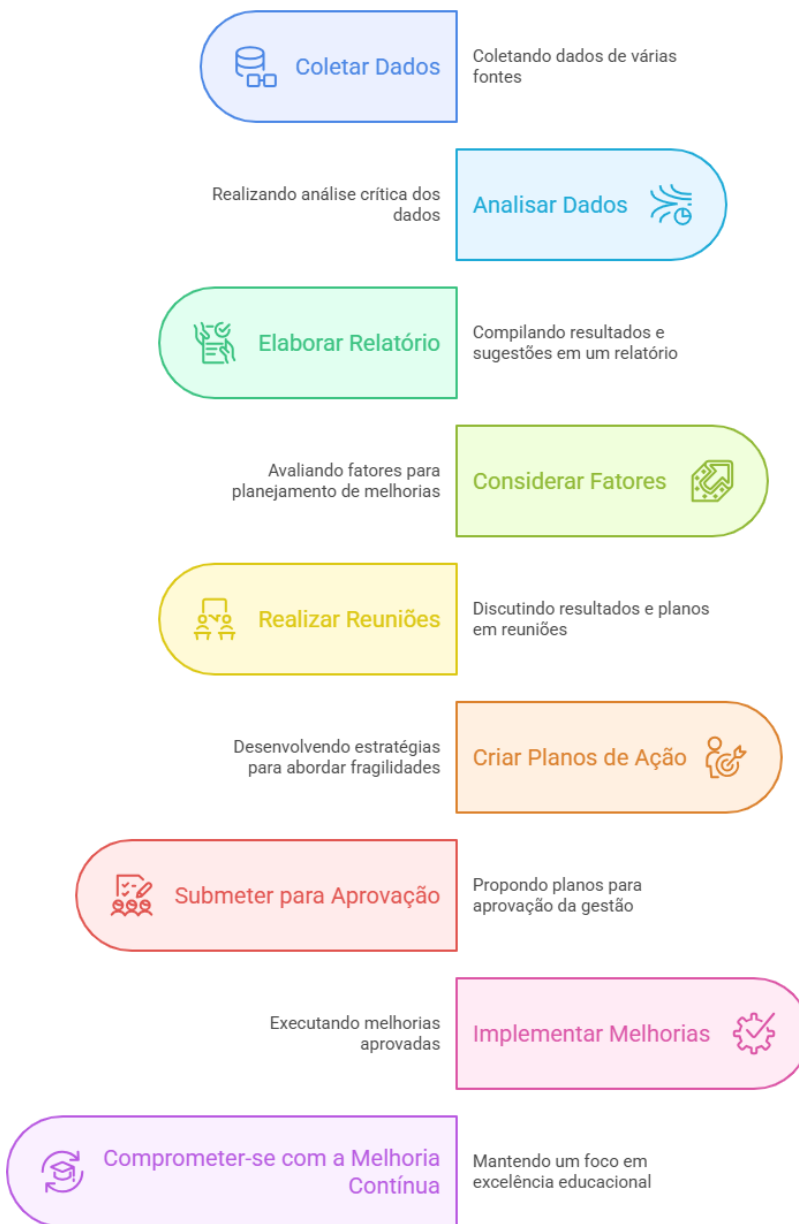 Coletar Dados
Coletando dados de várias
fontes
Realizando análise crítica dos
dados
Analisar Dados
Elaborar Relatório
Compilando resultados e
sugestões em um relatório
Avaliando fatores para
planejamento de melhorias
Considerar Fatores
Realizar Reuniões
Discutindo resultados e planos
em reuniões
Desenvolvendo estratégias
para abordar fragilidades
Criar Planos de Ação
Submeter para Aprovação
Propondo planos para
aprovação da gestão
Executando melhorias
aprovadas
Implementar Melhorias
Comprometer-se com a Melhoria
Contínua
Mantendo um foco em
excelência educacional